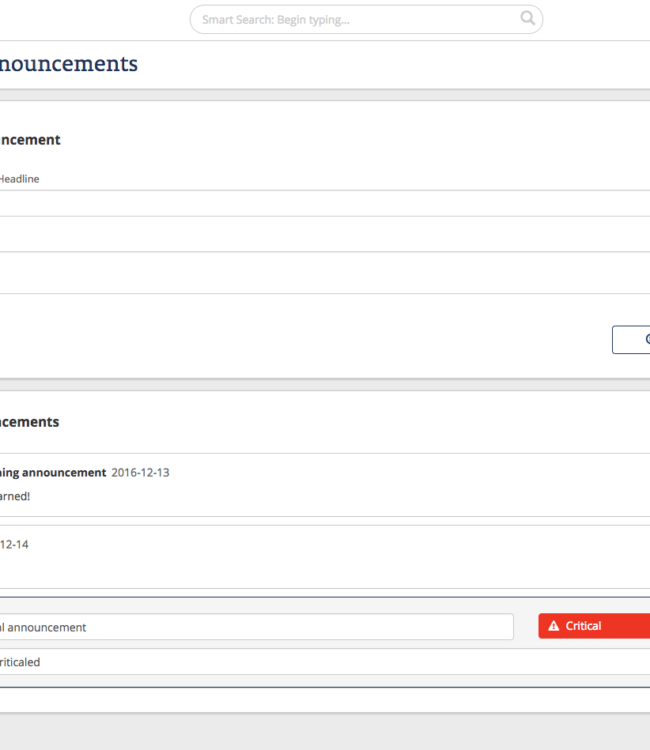 Smart Search: Begin typing...
nouncements
ncement
Headline
cements
ning announcement 2016-12-13
arned!
12-14
al announcement
Critical
riticaled